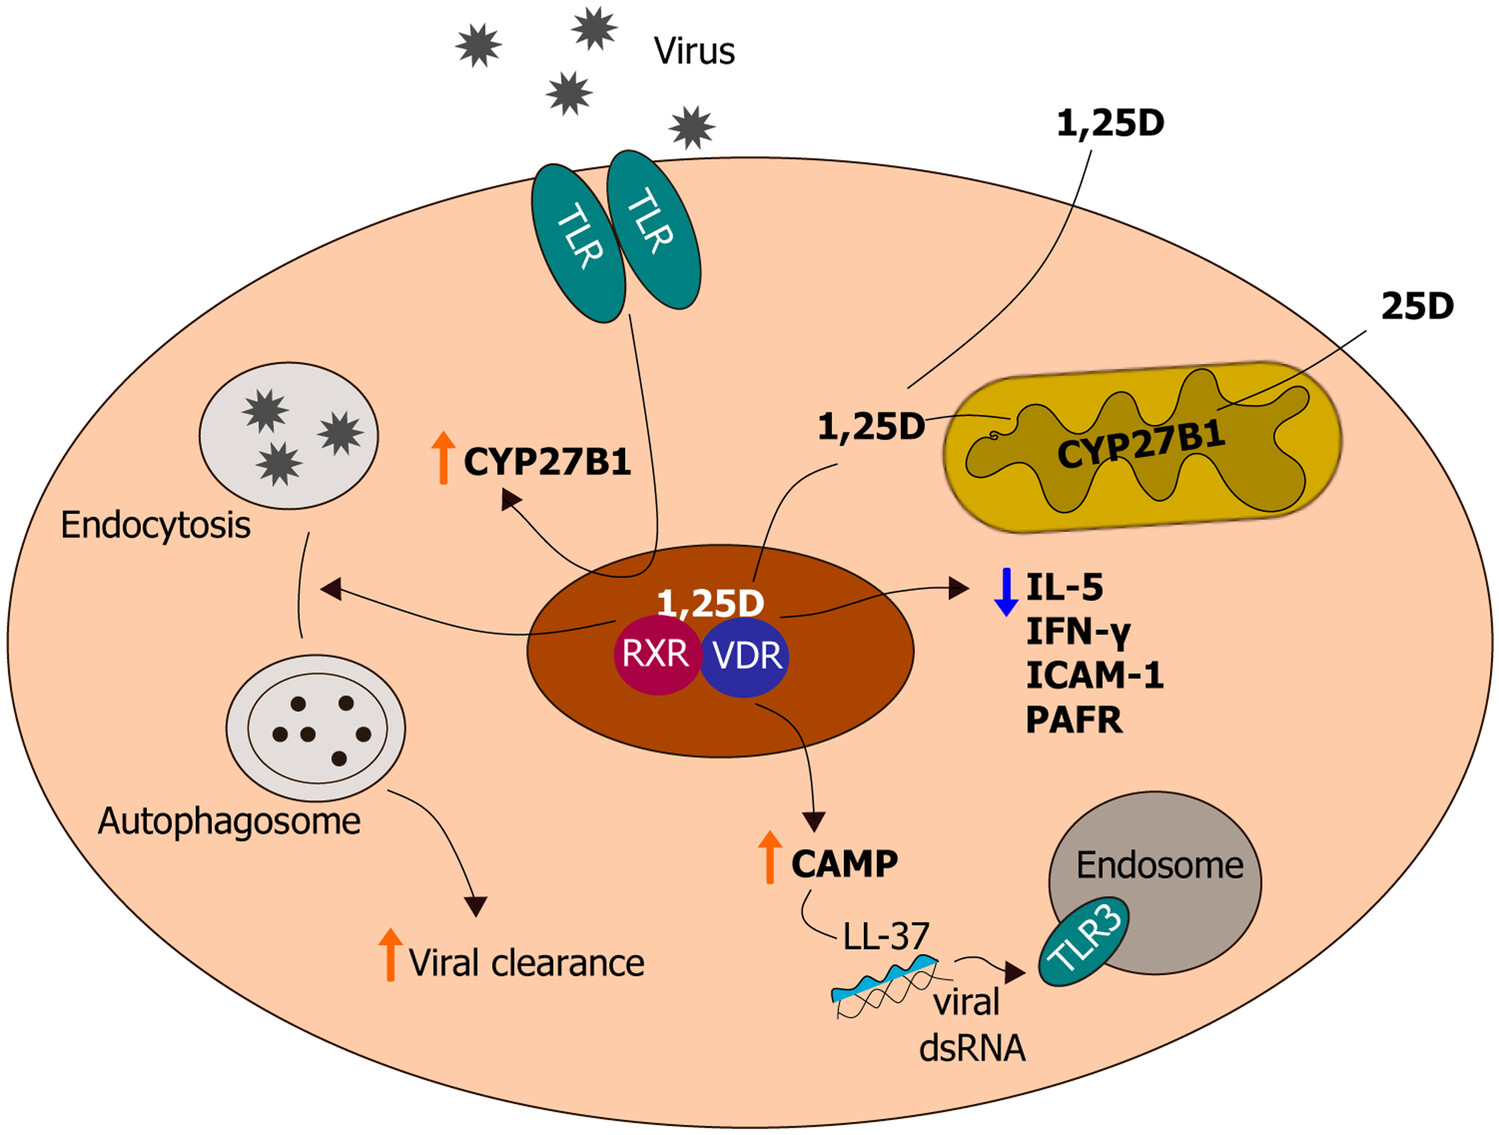 Virus
1,25D
TLR
TLR
25D
1,25D
CYP27B1
CYP27B1
Endocytosis
1,25D
RXR
VDR
IL-5
IFN-γ
ICAM-1
PAFR
Autophagosome
CAMP
Endosome
TLR3
LL-37
Viral clearance
viral
dsRNA